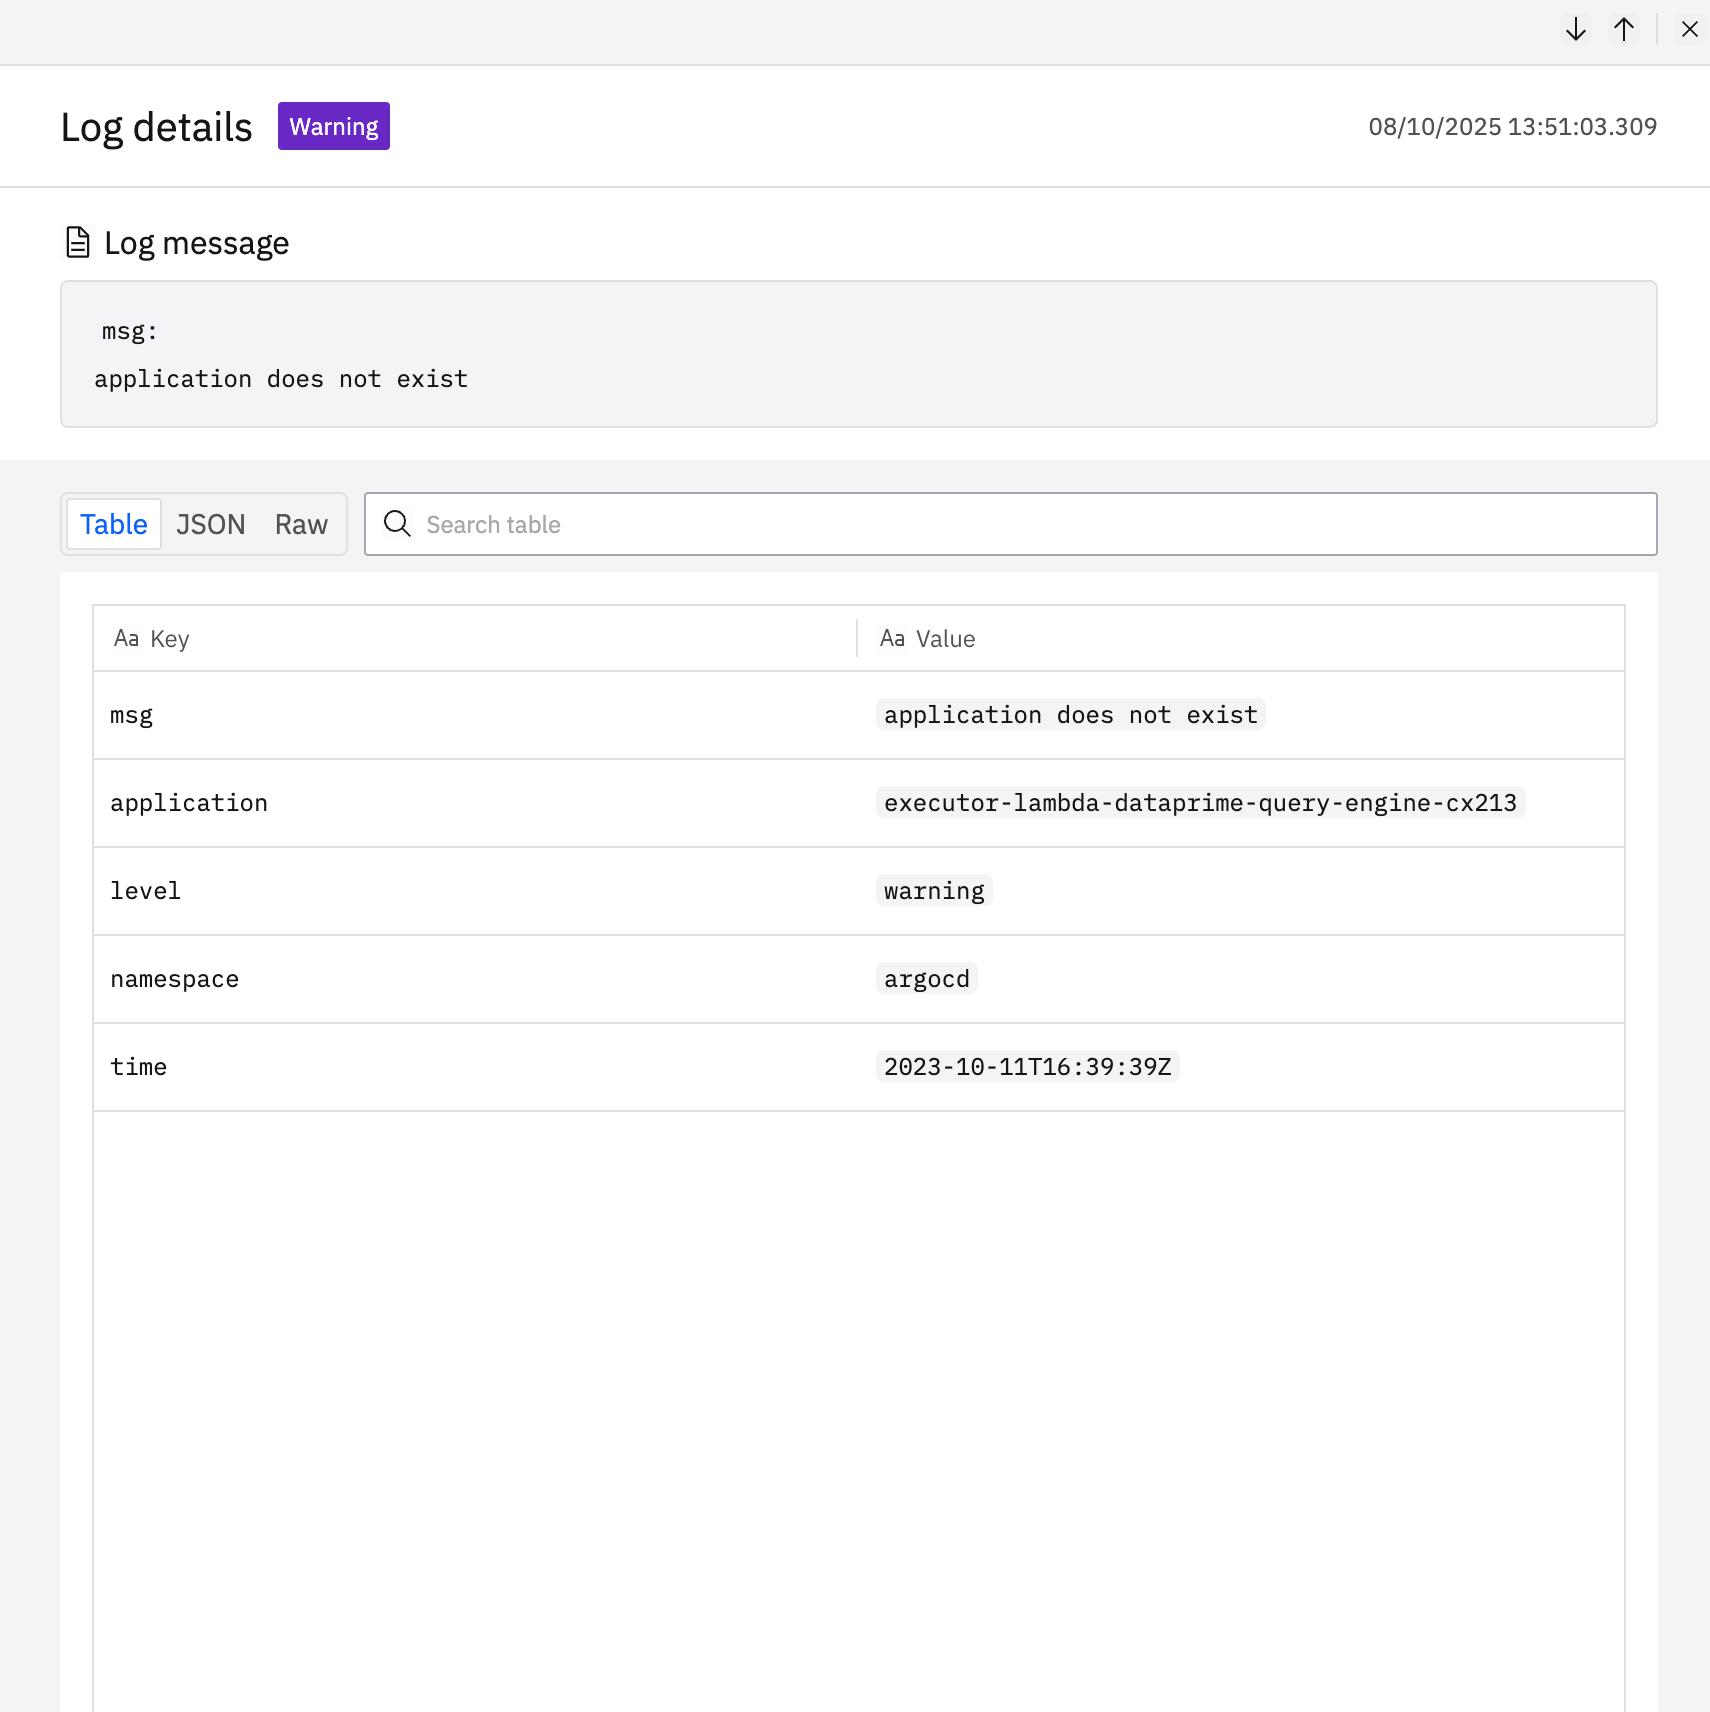 Log details Warning 08/10/2025 13:51:03.309
Log message
msg:
application does not exist
Table JSON Raw Search table
Aa Key Aa Value
msg application does not exist
application executor-lambda-dataprime-query-engine-cx213
level warning
namespace argocd
time 2023-10-11T16:39:39Z